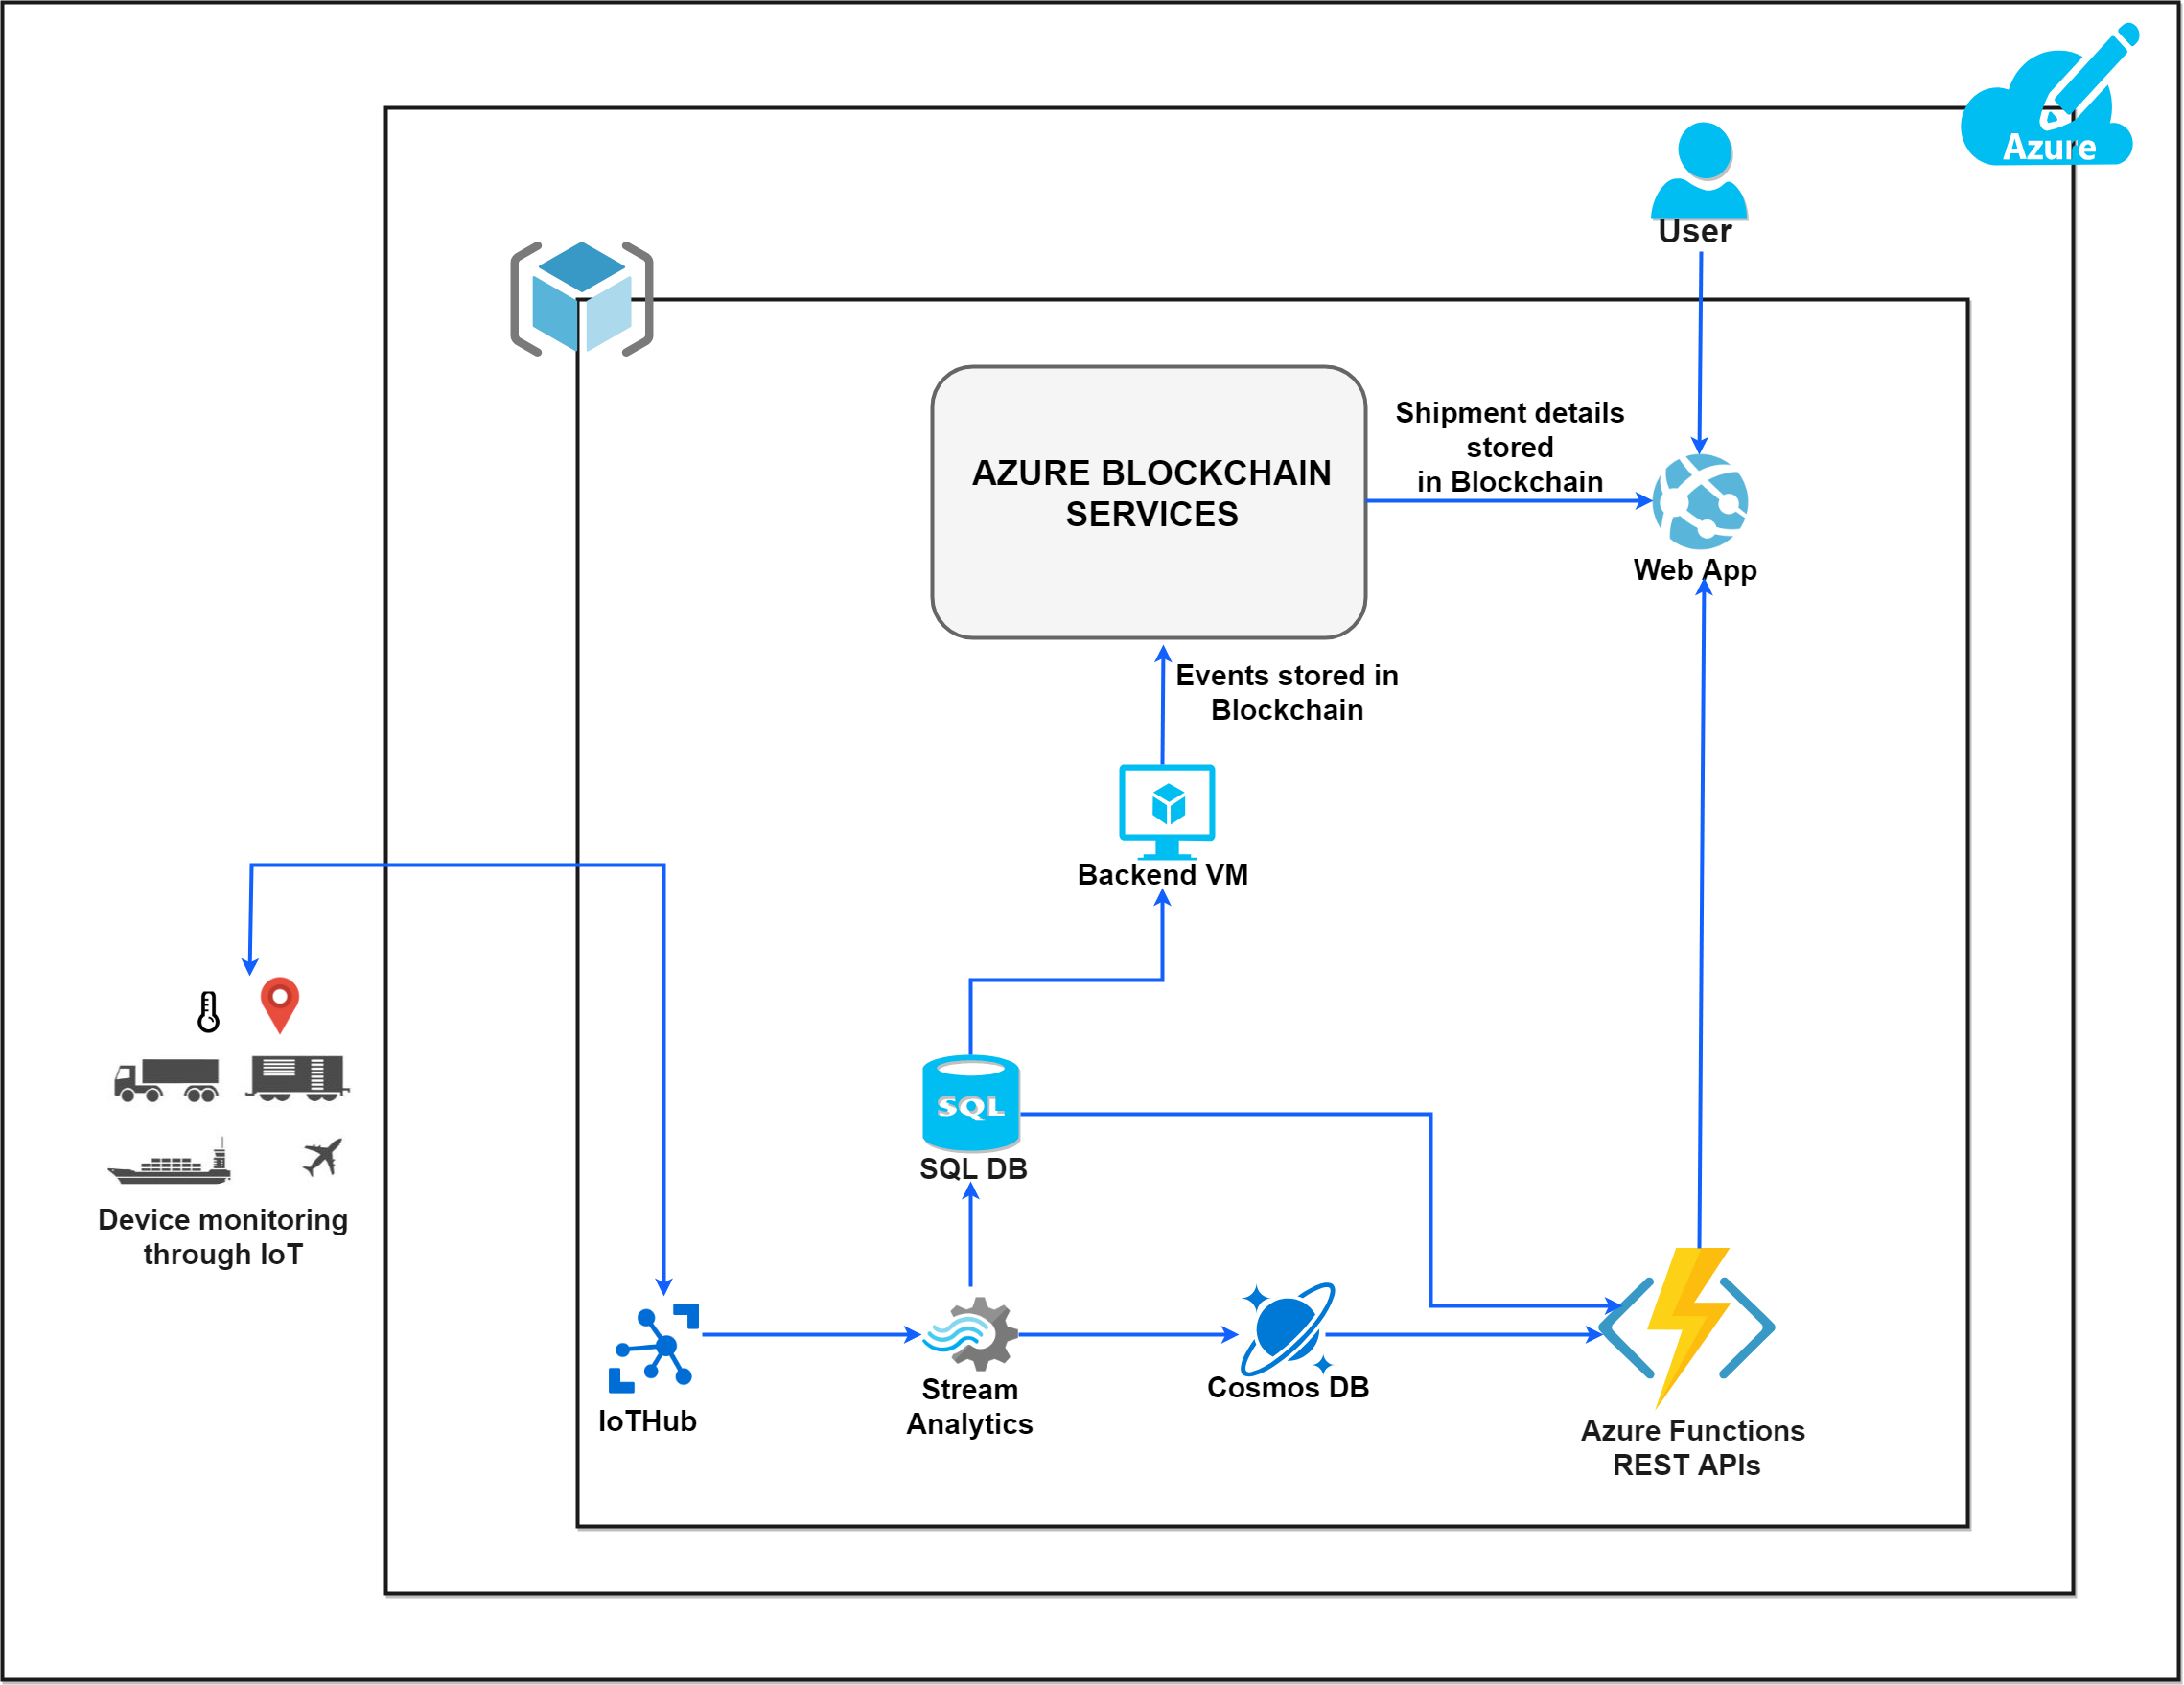 Azure
User
Shipment details
stored
in Blockchain
AZURE BLOCKCHAIN
SERVICES
Web App
Events stored in
Blockchain
Backend VM
SQL
SQL DB
Device monitoring
through IoT
Stream
Analytics
Cosmos DB
IoTHub
Azure Functions
REST APIs